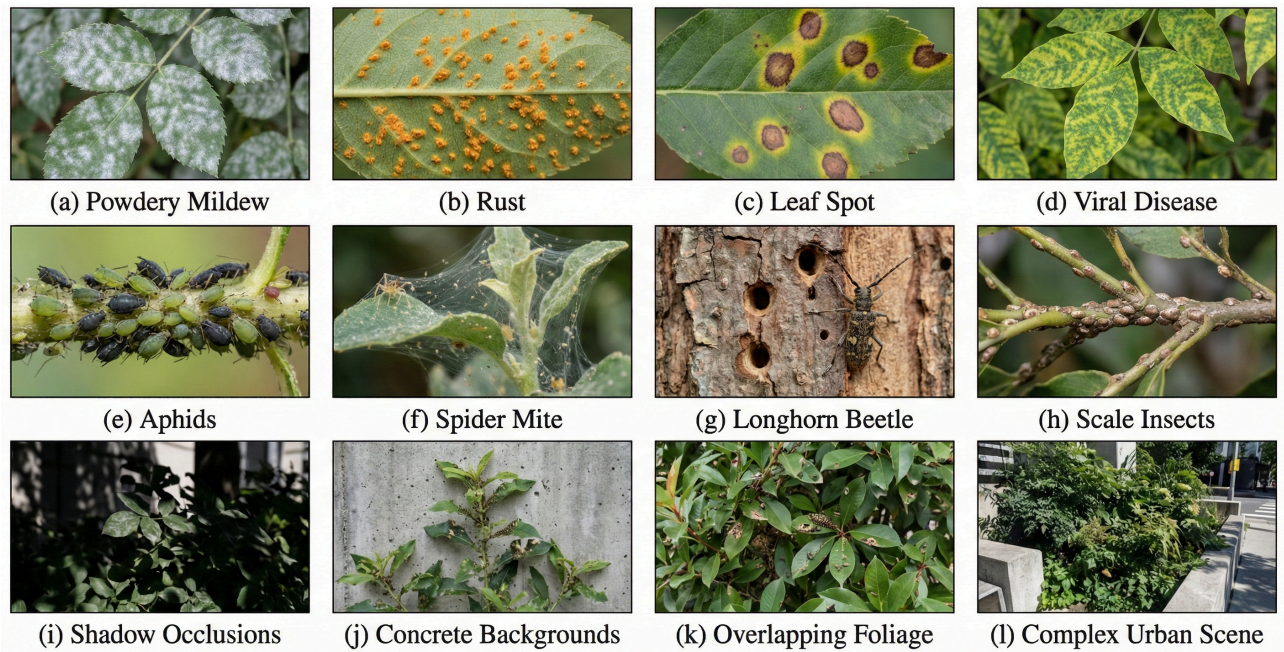 (a) Powdery Mildew
(b) Rust
(c) Leaf Spot
(d) Viral Disease
(e) Aphids
(f) Spider Mite
(g) Longhorn Beetle
(h) Scale Insects
(i) Shadow Occlusions
(j) Concrete Backgrounds
(k) Overlapping Foliage
(l) Complex Urban Scene